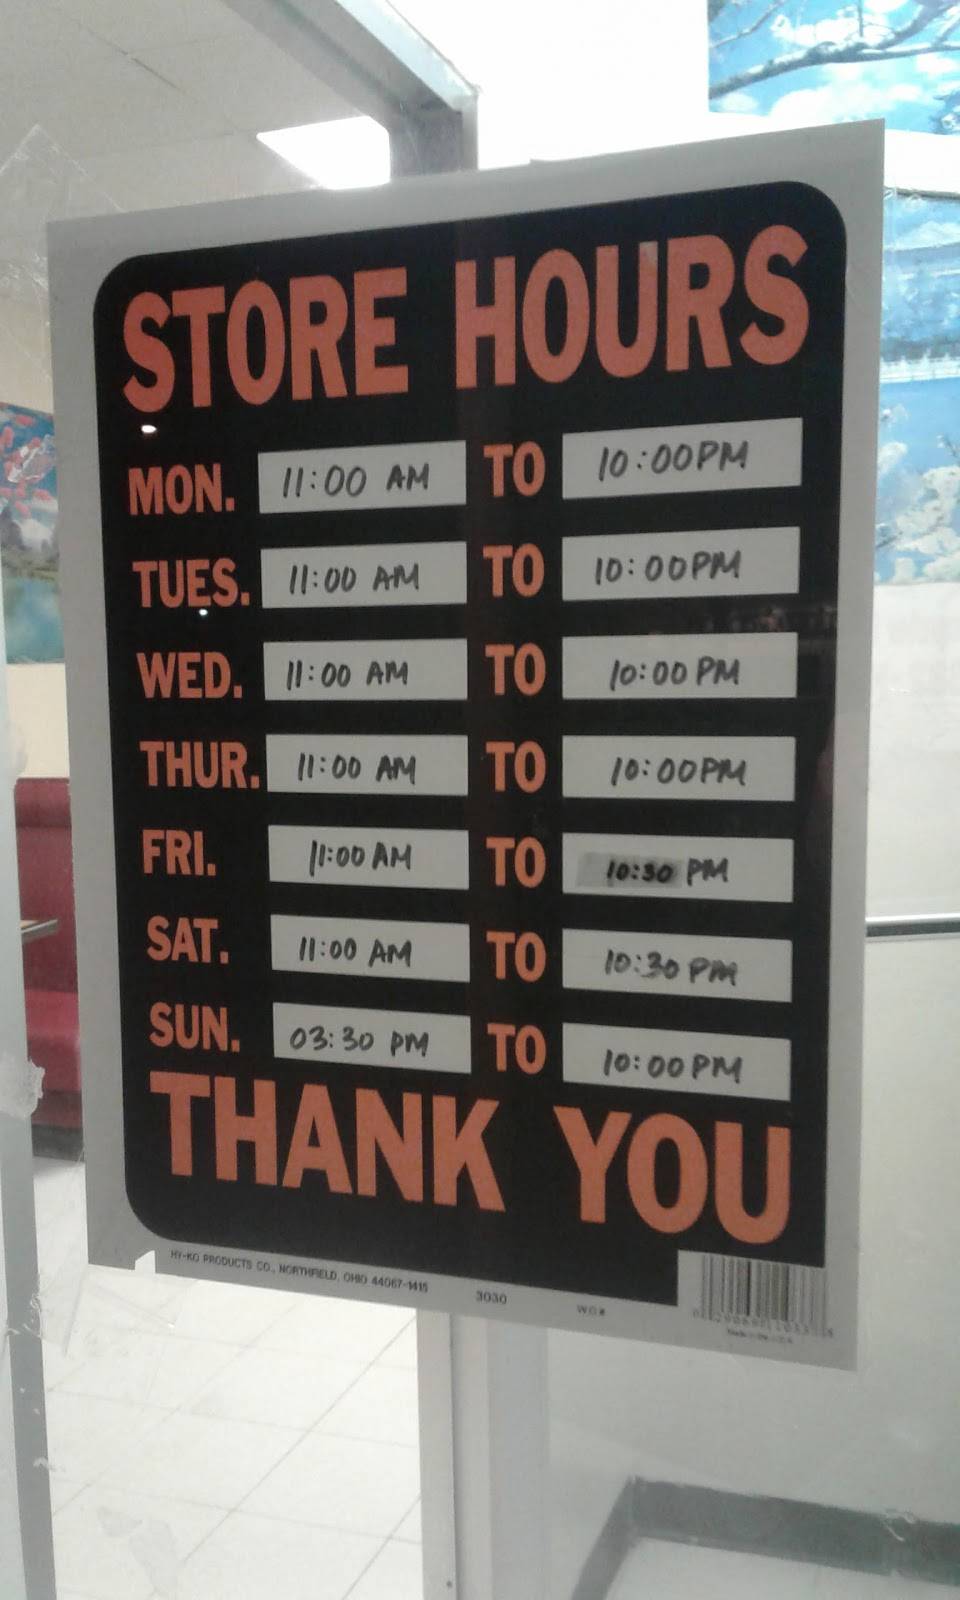 STORE HOURS
MON. 11:00 AM TO 10:00PM
TUES. 11:00 AM TO 10:00PM
WED. 11:00 AM TO 10:00 PM
THUR. 11:00 AM TO 10:00PM
FRI. 11:00 AM TO 10:30 PM
SAT. 11:00 AM TO 10:30 PM
SUN. 03:30 PM TO 10:00PM
THANK YOU
HY-KO PRODUCTS CO., NORTHFIELD, OHIO 44067-1415 3030